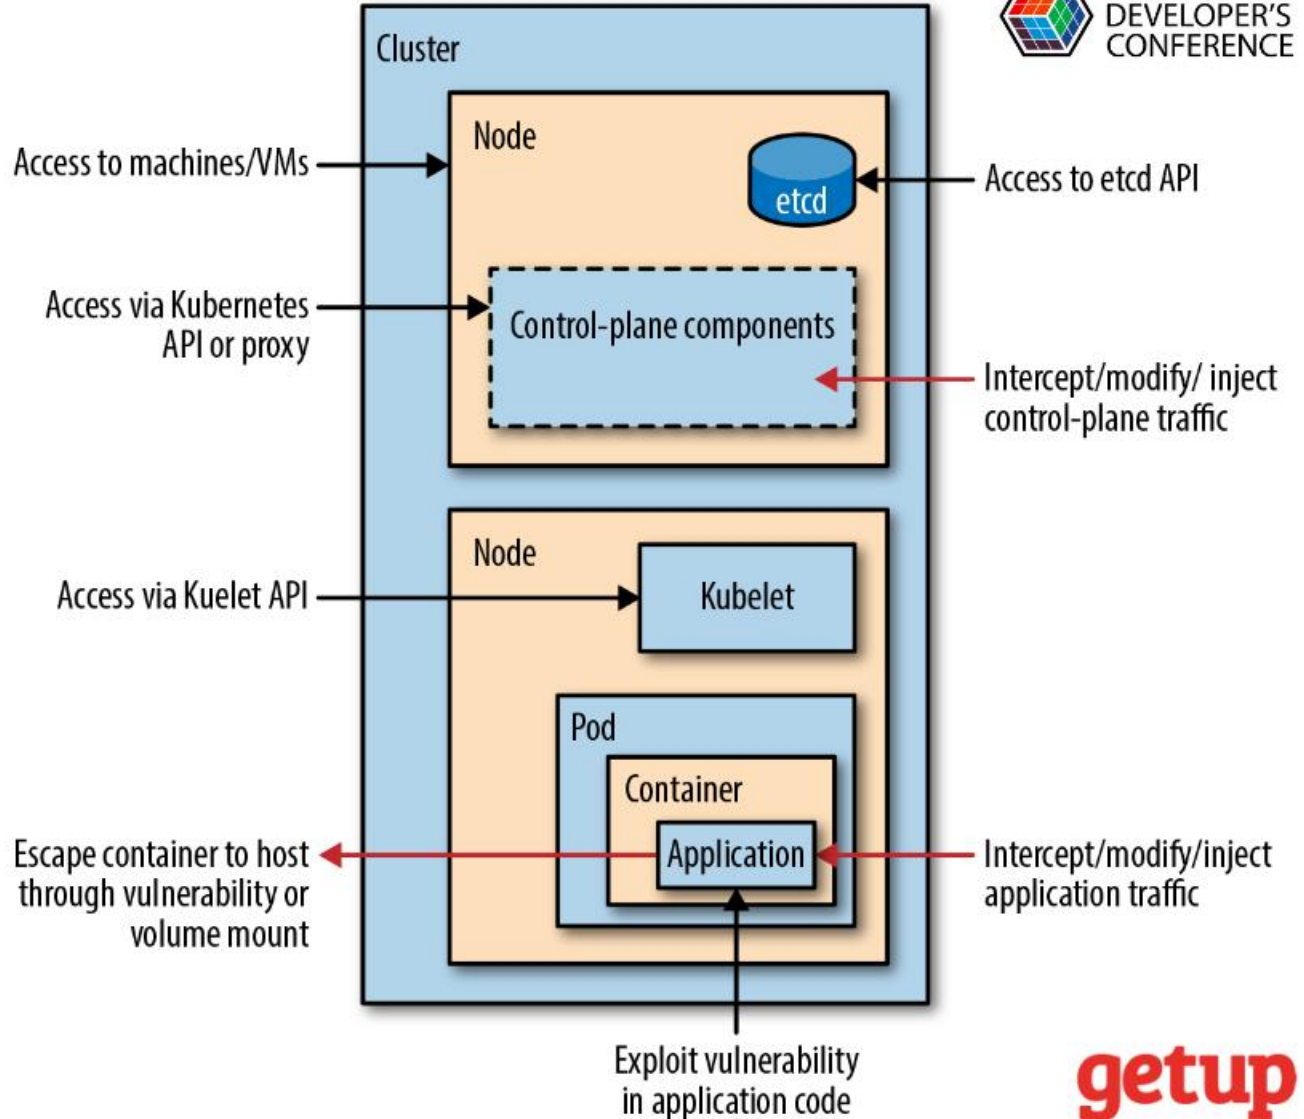 DEVELOPER'S
CONFERENCE
Cluster
Node
Access to machines/VMs
etcd
Access to etcd API
Access via Kubernetes
API or proxy
Control-plane components
Intercept/modify/ inject
control-plane traffic
Node
Access via Kuelet API
Kubelet
Pod
Container
Application
Escape container to host
through vulnerability or
volume mount
Intercept/modify/inject
application traffic
Exploit vulnerability
in application code
getup